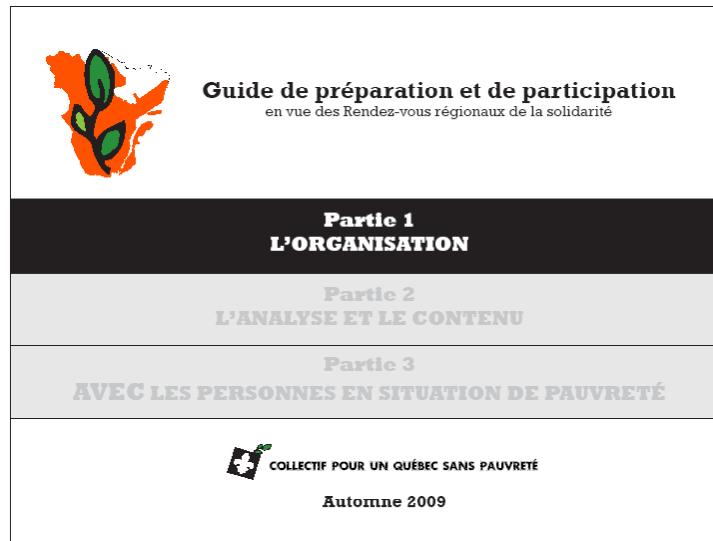 Guide de préparation et de participation
en vue des Rendez-vous régionaux de la solidarité
Partie 1
L'ORGANISATION
Partie 2
L'ANALYSE ET LE CONTENU
Partie 3
AVEC LES PERSONNES EN SITUATION DE PAUVRETÉ
COLLECTIF POUR UN QUÉBEC SANS PAUVRETÉ
Automne 2009